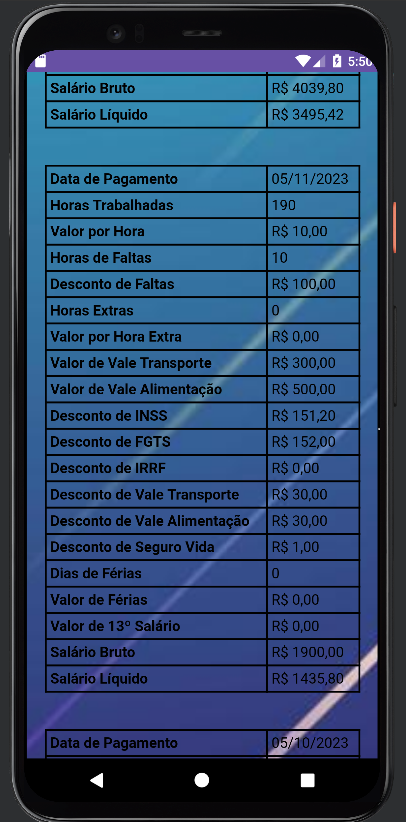 5:50
Salário Bruto R$ 4039,80
Salário Líquido R$ 3495,42
Data de Pagamento 05/11/2023
Horas Trabalhadas 190
Valor por Hora R$ 10,00
Horas de Faltas 10
Desconto de Faltas R$ 100,00
Horas Extras 0
Valor por Hora Extra R$ 0,00
Valor de Vale Transporte R$ 300,00
Valor de Vale Alimentação R$ 500,00
Desconto de INSS R$ 151,20
Desconto de FGTS R$ 152,00
Desconto de IRRF R$ 0,00
Desconto de Vale Transporte R$ 30,00
Desconto de Vale Alimentação R$ 30,00
Desconto de Seguro Vida R$ 1,00
Dias de Férias 0
Valor de Férias R$ 0,00
Valor de 13º Salário R$ 0,00
Salário Bruto R$ 1900,00
Salário Líquido R$ 1435,80
Data de Pagamento 05/10/2023